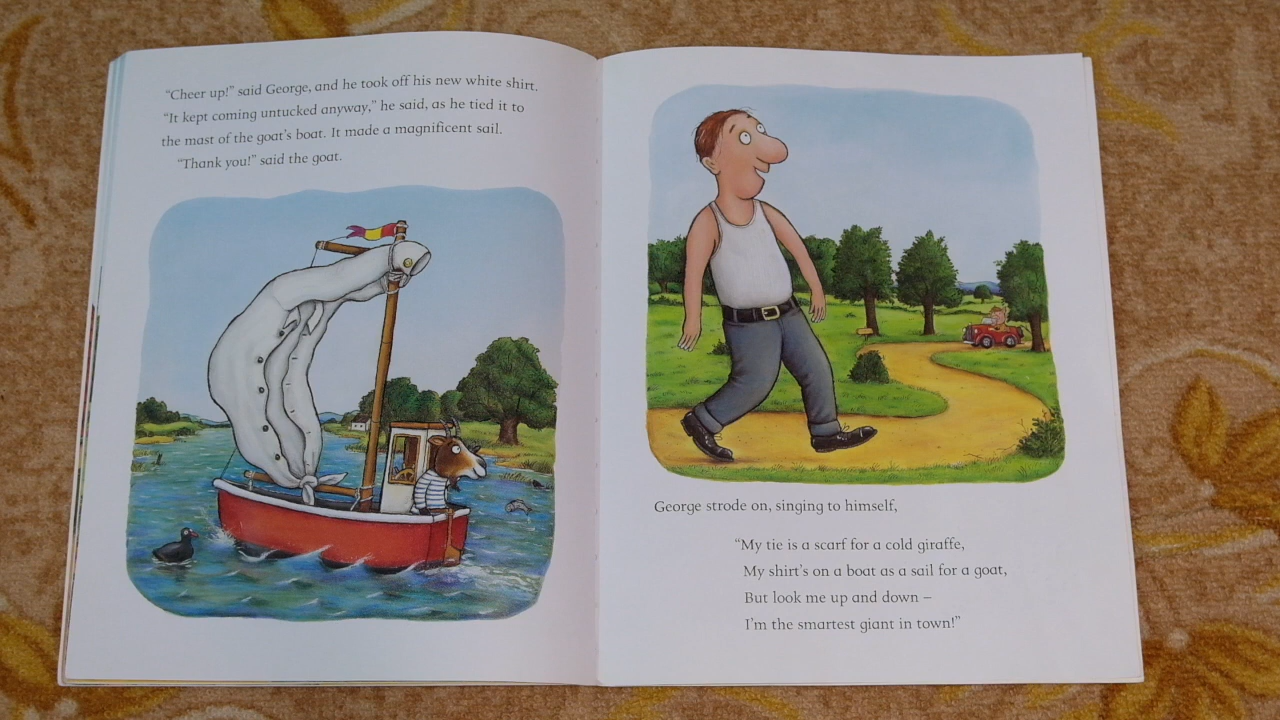 “Cheer up!” said George, and he took off his new white shirt.
“It kept coming untucked anyway,” he said, as he tied it to
the mast of the goat’s boat. It made a magnificent sail.
“Thank you!” said the goat.
George strode on, singing to himself,
“My tie is a scarf for a cold giraffe,
My shirt’s on a boat as a sail for a goat,
But look me up and down –
I’m the smartest giant in town!”